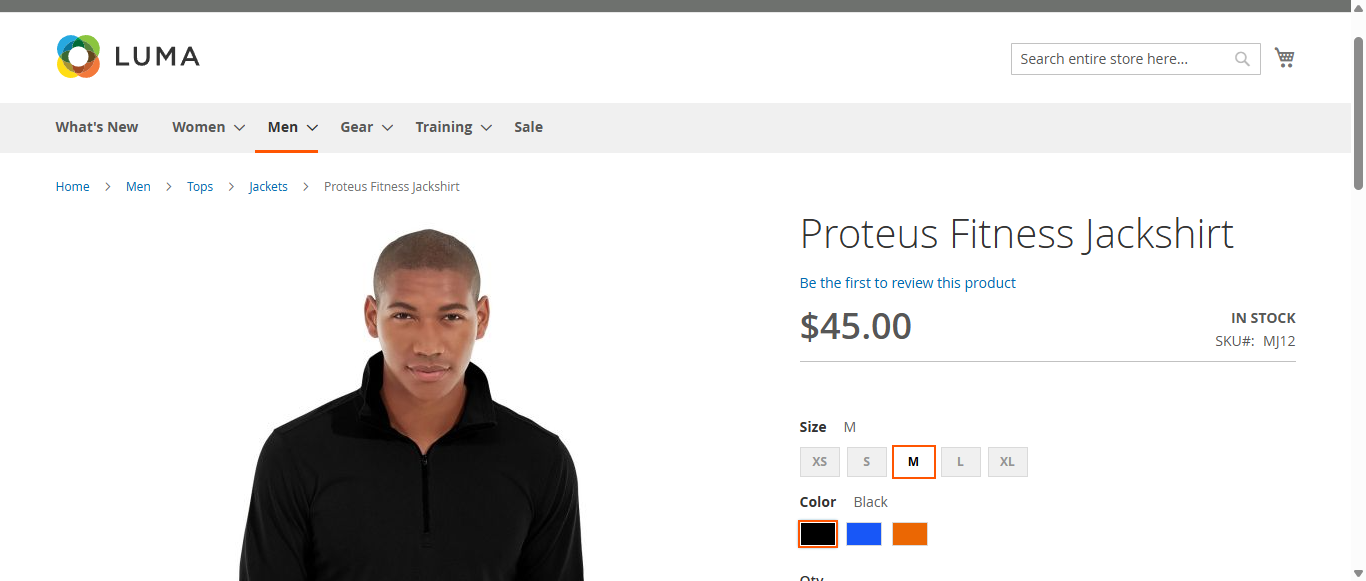 LUMA
Search entire store here...
What's New Women Men Gear Training Sale
Home Men Tops Jackets Proteus Fitness Jackshirt
Proteus Fitness Jackshirt
Be the first to review this product
$45.00
IN STOCK
SKU#: MJ12
Size M
XS S M L XL
Color Black
Qty